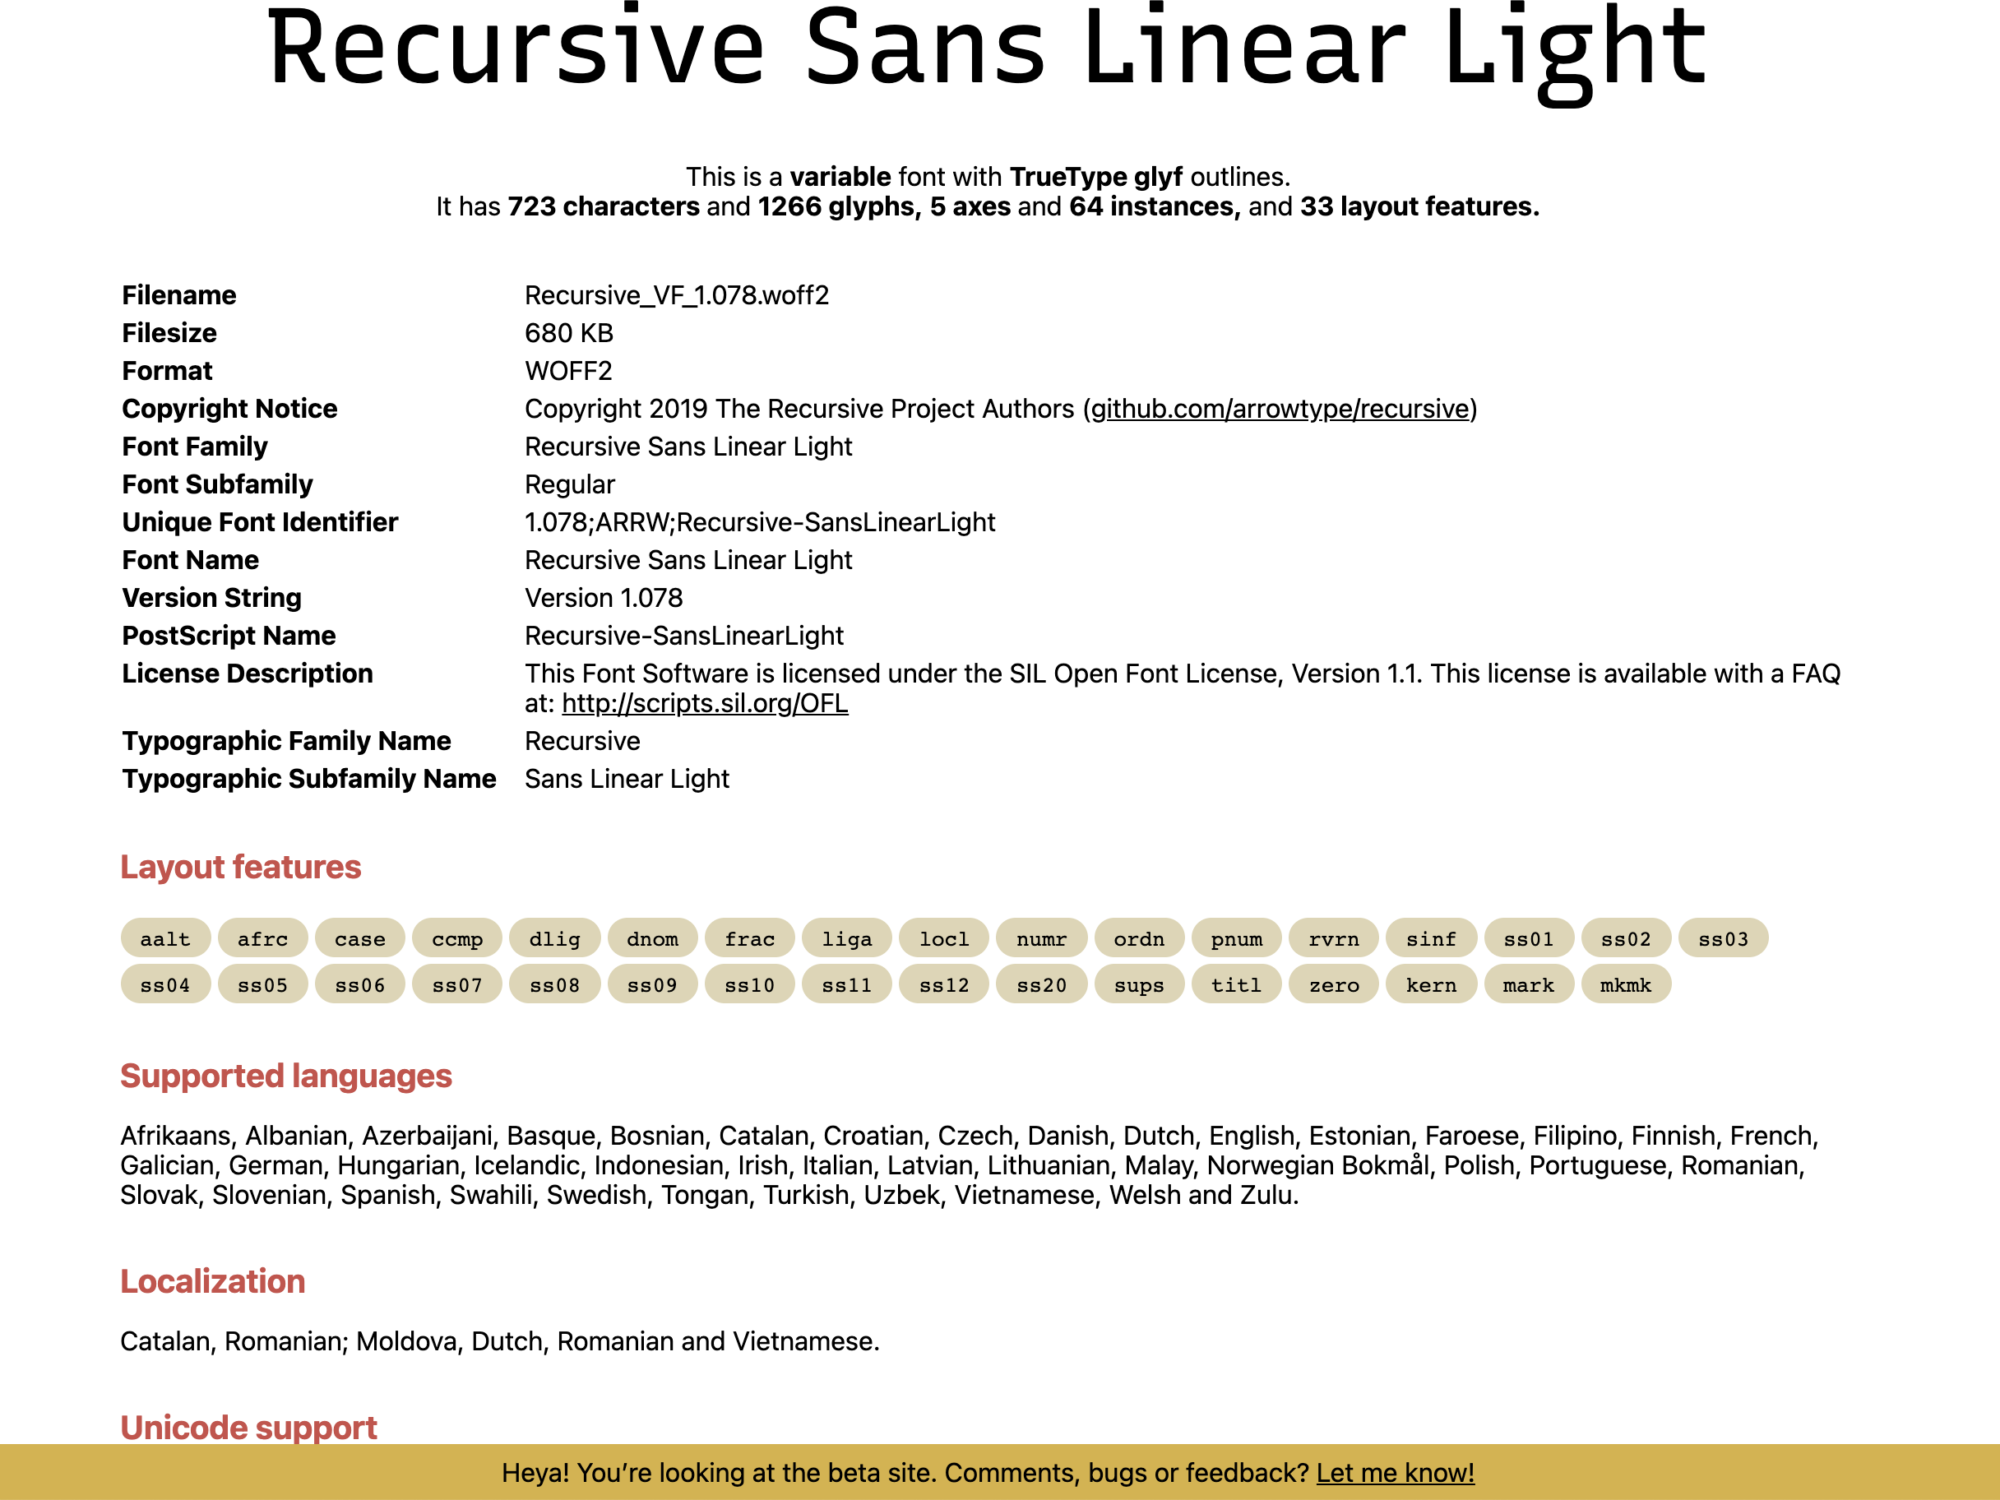 Recursive Sans Linear Light
This is a variable font with TrueType glyf outlines.
It has 723 characters and 1266 glyphs, 5 axes and 64 instances, and 33 layout features.
Filename Recursive_VF_1.078.woff2
Filesize 680 KB
Format WOFF2
Copyright Notice Copyright 2019 The Recursive Project Authors (github.com/arrowtype/recursive)
Font Family Recursive Sans Linear Light
Font Subfamily Regular
Unique Font Identifier 1.078;ARRW;Recursive-SansLinearLight
Font Name Recursive Sans Linear Light
Version String Version 1.078
PostScript Name Recursive-SansLinearLight
License Description This Font Software is licensed under the SIL Open Font License, Version 1.1. This license is available with a FAQ
at: http://scripts.sil.org/OFL
Typographic Family Name Recursive
Typographic Subfamily Name Sans Linear Light
Layout features
aalt afrc case ccmp dlig dnom frac liga locl numr ordn pnum rvrn sinf ss01 ss02 ss03
ss04 ss05 ss06 ss07 ss08 ss09 ss10 ss11 ss12 ss20 sups titl zero kern mark mkmk
Supported languages
Afrikaans, Albanian, Azerbaijani, Basque, Bosnian, Catalan, Croatian, Czech, Danish, Dutch, English, Estonian, Faroese, Filipino, Finnish, French,
Galician, German, Hungarian, Icelandic, Indonesian, Irish, Italian, Latvian, Lithuanian, Malay, Norwegian Bokmål, Polish, Portuguese, Romanian,
Slovak, Slovenian, Spanish, Swahili, Swedish, Tongan, Turkish, Uzbek, Vietnamese, Welsh and Zulu.
Localization
Catalan, Romanian; Moldova, Dutch, Romanian and Vietnamese.
Unicode support
Heya! You’re looking at the beta site. Comments, bugs or feedback? Let me know!